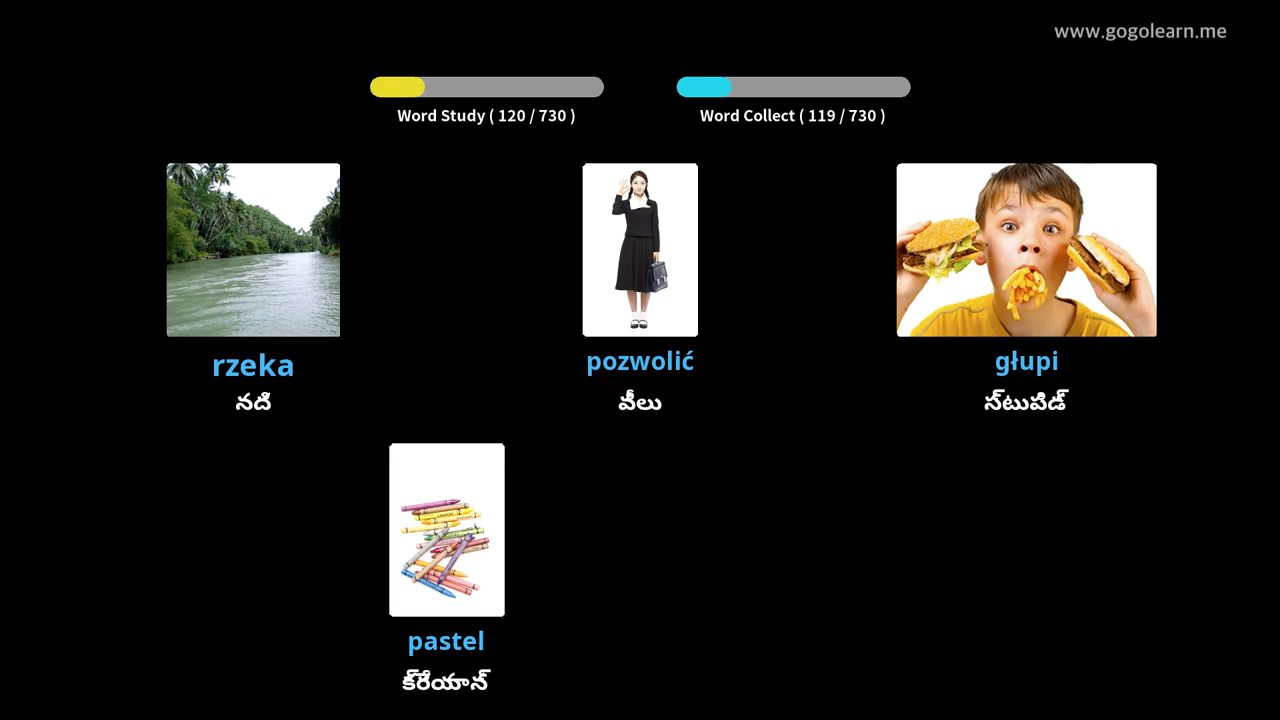 www.gogolearn.me
Word Study ( 120 / 730 )
Word Collect ( 119 / 730 )
rzeka
నది
pozwolić
వీలు
głupi
స్‌టుపిడ్
pastel
క్‌రేయాన్